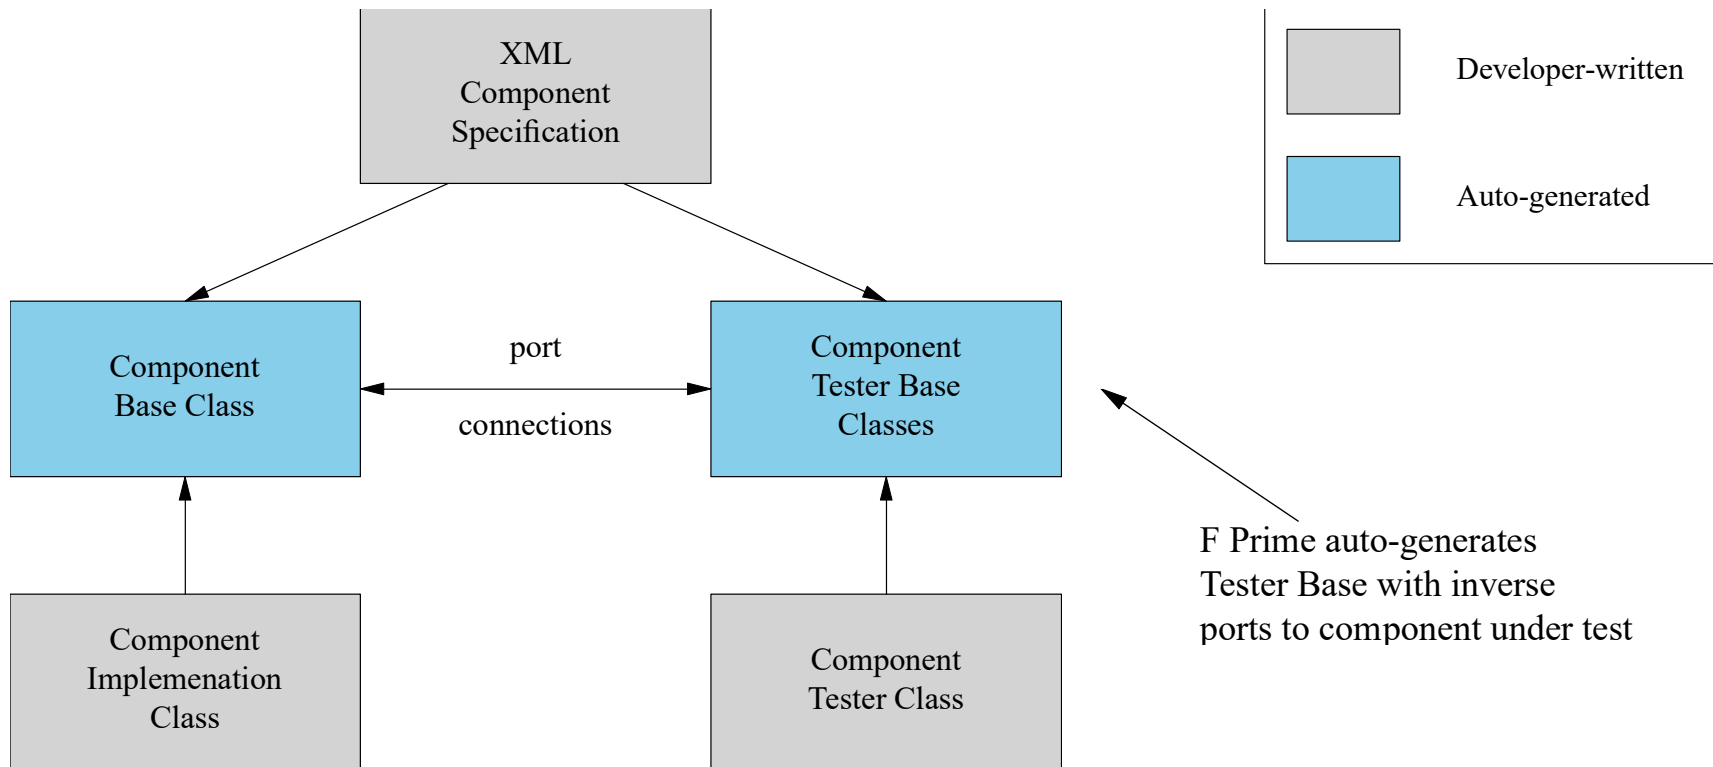 XML
Component
Specification
Developer-written
Auto-generated
Component
Base Class
port
connections
Component
Tester Base
Classes
F Prime auto-generates
Tester Base with inverse
ports to component under test
Component
Implemenation
Class
Component
Tester Class